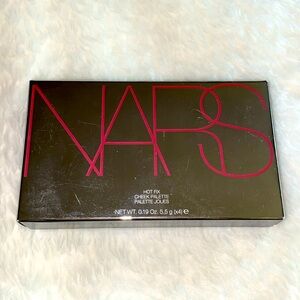 NARS
HOT FIX
CHEEK PALETTE
PALETTE JOUES
NET WT. 0.19 Oz. 5.5 g (x4) e